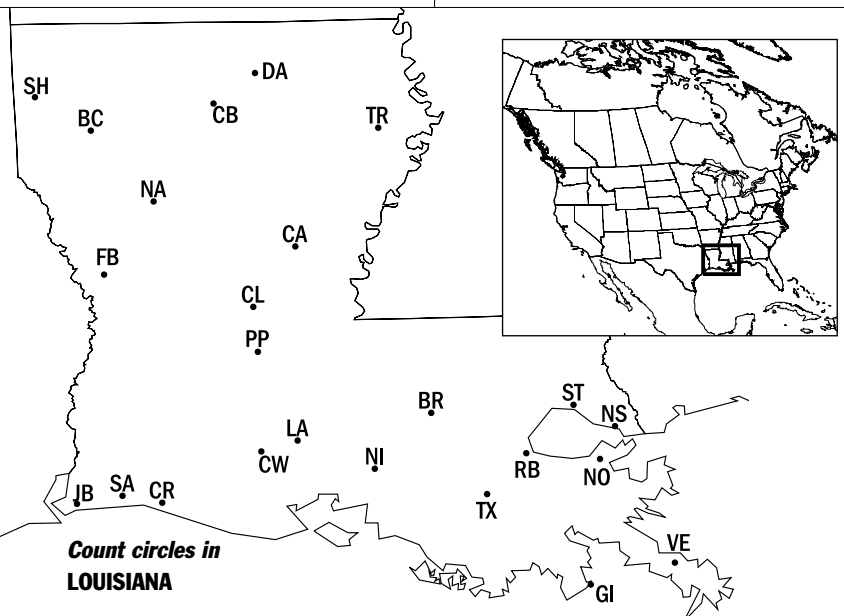 DA
SH
BC
CB
TR
NA
CA
FB
CL
PP
BR
ST
NS
LA
CW
NI
RB
NO
JB
SA
CR
TX
VE
GI
Count circles in
LOUISIANA